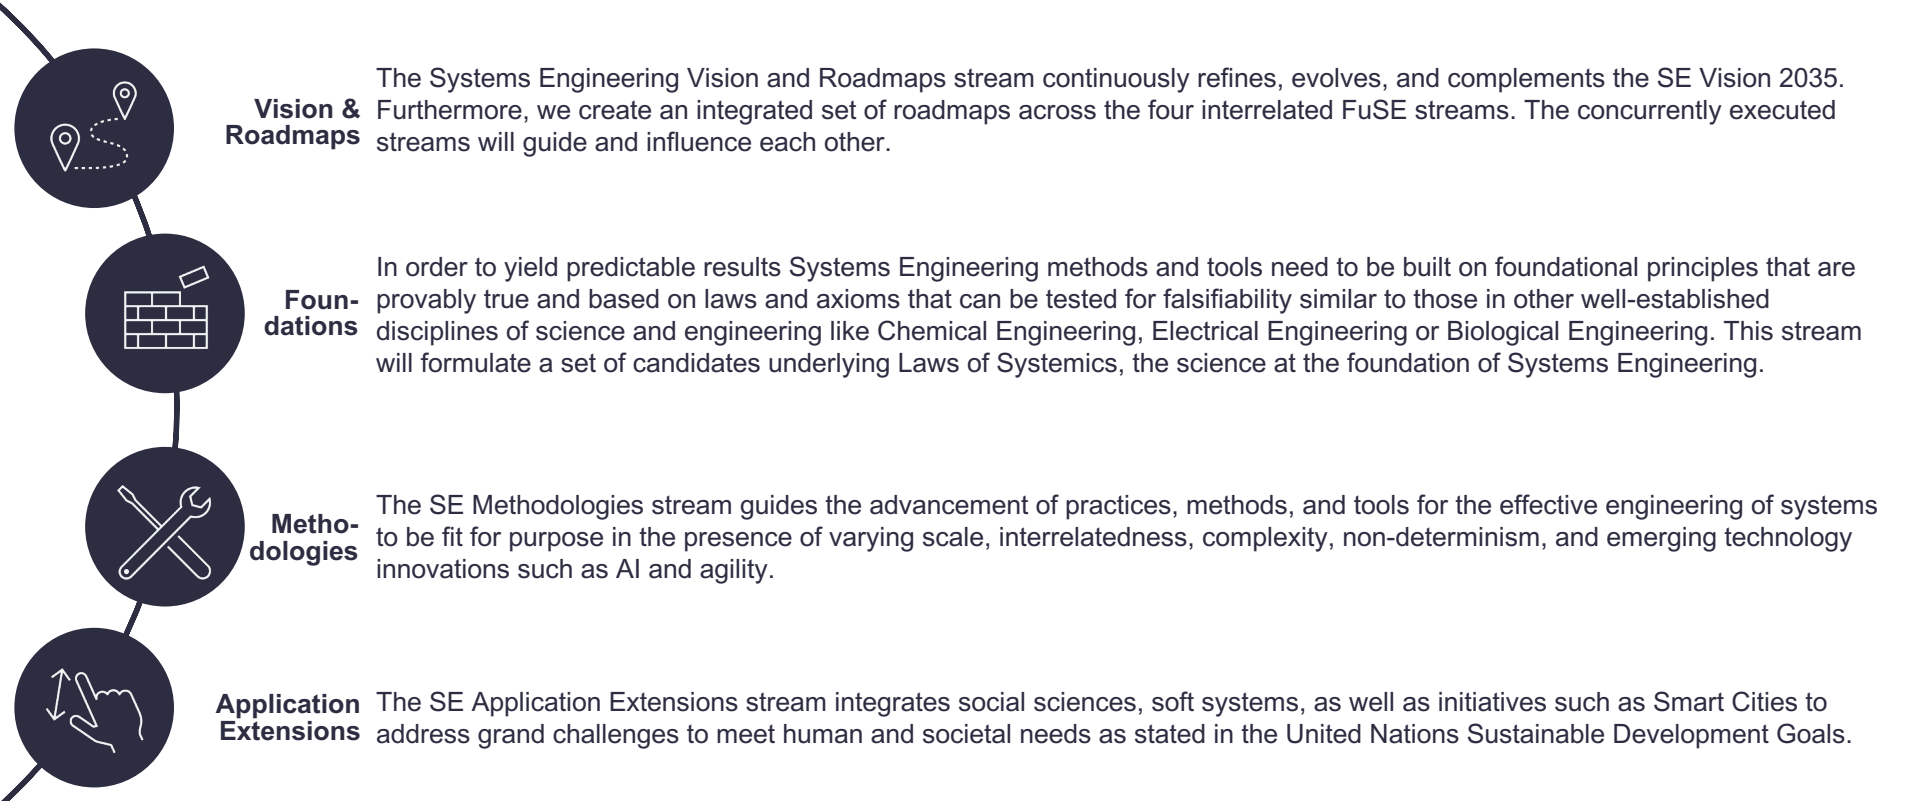 Vision &
Roadmaps
The Systems Engineering Vision and Roadmaps stream continuously refines, evolves, and complements the SE Vision 2035.
Furthermore, we create an integrated set of roadmaps across the four interrelated FuSE streams. The concurrently executed
streams will guide and influence each other.
Foun-
dations
In order to yield predictable results Systems Engineering methods and tools need to be built on foundational principles that are
provably true and based on laws and axioms that can be tested for falsifiability similar to those in other well-established
disciplines of science and engineering like Chemical Engineering, Electrical Engineering or Biological Engineering. This stream
will formulate a set of candidates underlying Laws of Systemics, the science at the foundation of Systems Engineering.
Metho-
dologies
The SE Methodologies stream guides the advancement of practices, methods, and tools for the effective engineering of systems
to be fit for purpose in the presence of varying scale, interrelatedness, complexity, non-determinism, and emerging technology
innovations such as AI and agility.
Application
Extensions
The SE Application Extensions stream integrates social sciences, soft systems, as well as initiatives such as Smart Cities to
address grand challenges to meet human and societal needs as stated in the United Nations Sustainable Development Goals.